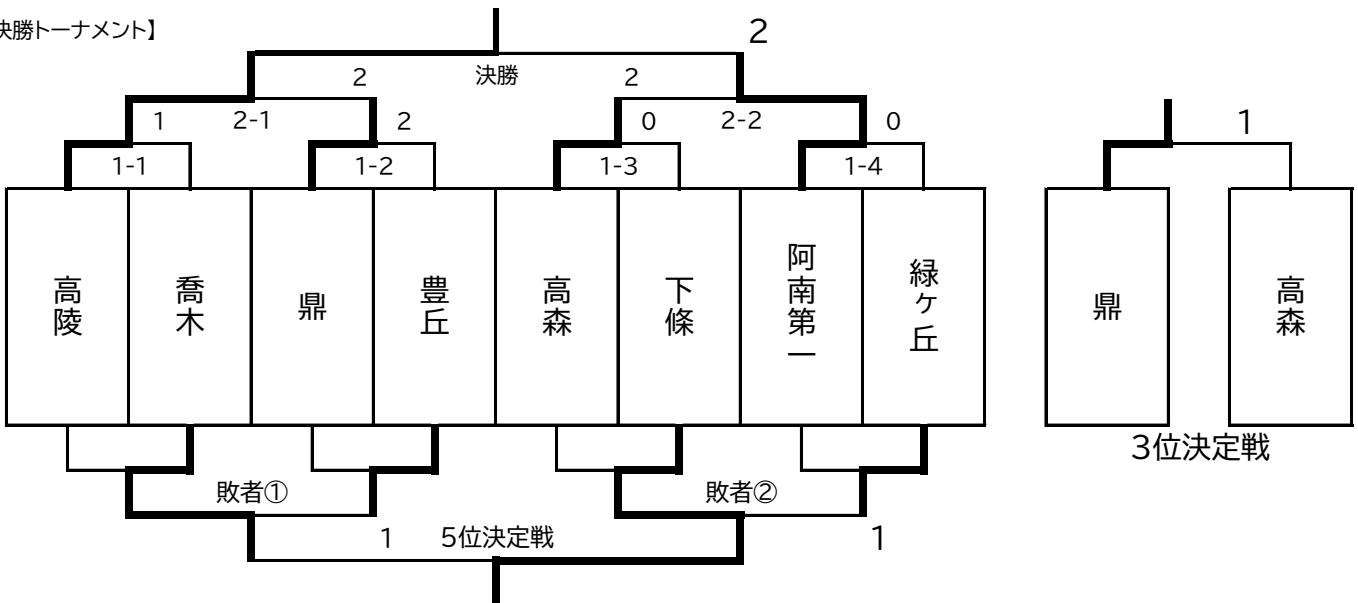 決勝トーナメント】
2
2 決勝 2
1 2-1 2 0 2-2 0 1
1-1 1-2 1-3 1-4
高陵
喬木
鼎
豊丘
高森
下條
阿南第一
緑ヶ丘
鼎
高森
3位決定戦
敗者① 敗者②
1 5位決定戦 1